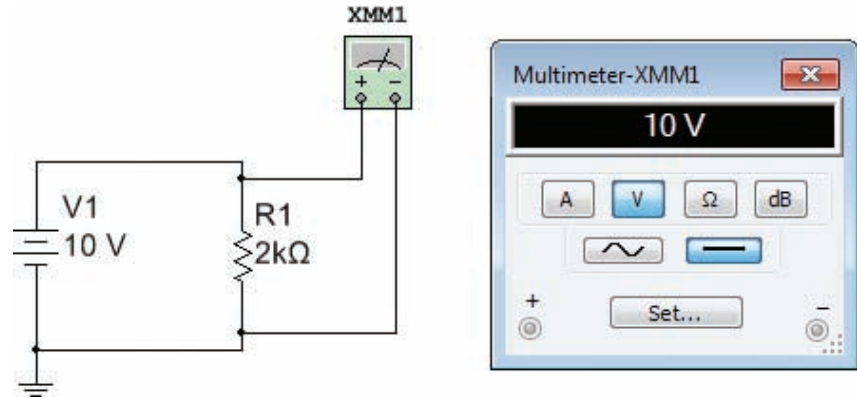 XMM1
+ −
V1
10 V
R1
2kΩ
Multimeter-XMM1
10 V
A V Ω dB
Set...
+ −